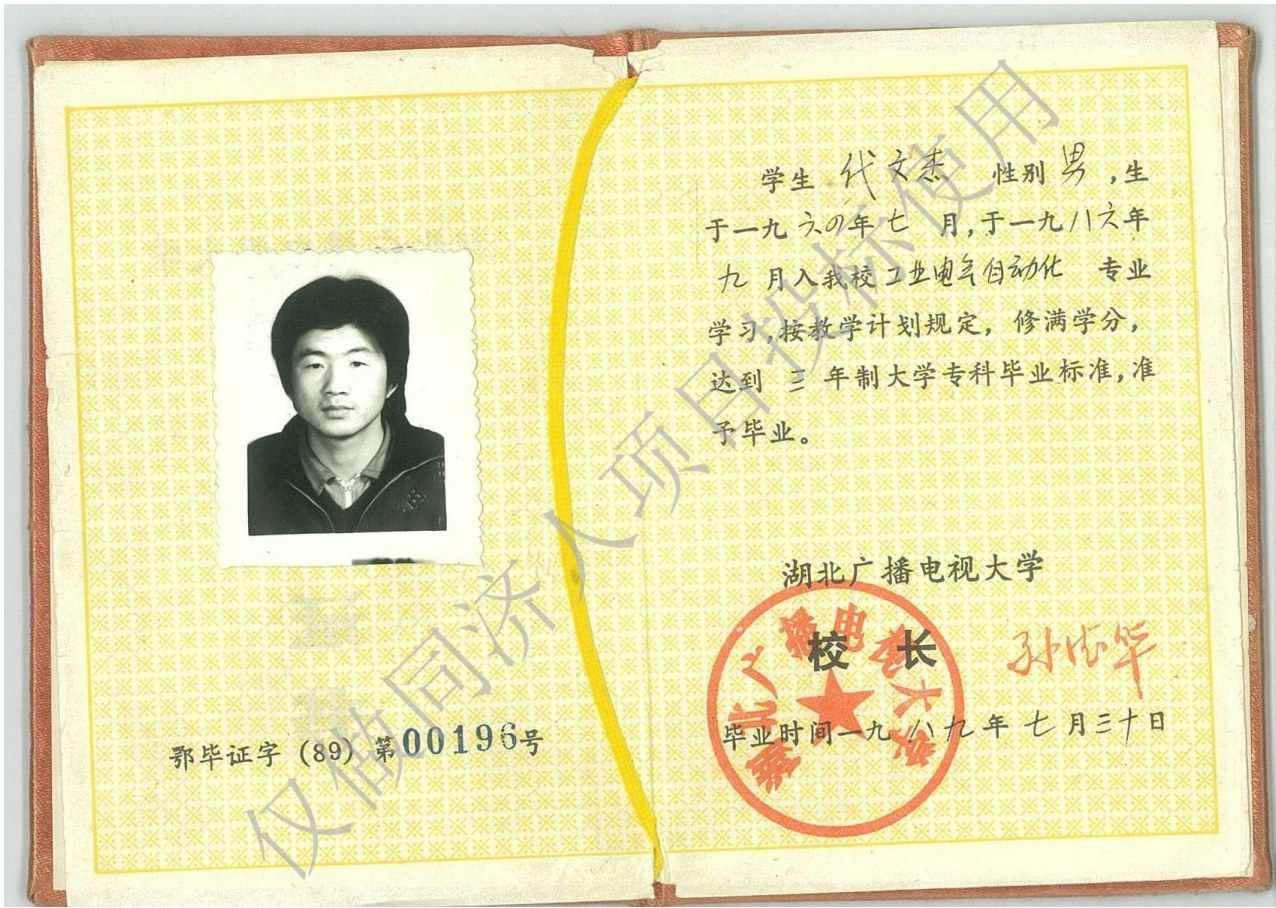 鄂毕证字（89）第00196号
学生 代文杰 性别 男，生
于一九六四年七 月，于一九八六年
九 月入我校工业电气自动化 专业
学习，按教学计划规定，修满学分，
达到 三 年制大学专科毕业标准，准
予毕业。
湖北广播电视大学
校 长
毕业时间一九八九年 七 月三十日
仅做同济人项目投标使用